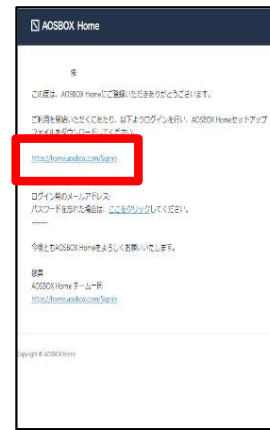 AOSBOX Home
様
この度は、AOSBOX Homeにご登録いただきありがとうございます。
ご利用を開始いただくにあたり、以下よりログインを行い、AOSBOX Homeセットアップ
ファイルをダウンロードしてください。
https://home.aosbox.com/Signin
ログイン用のメールアドレス:
パスワードを忘れた場合は、ここをクリックしてください。
--------
今後ともAOSBOX Homeをよろしくお願いいたします。
敬具
AOSBOX Home チーム一同
https://home.aosbox.com/Signin
Copyright © AOSBOX Home